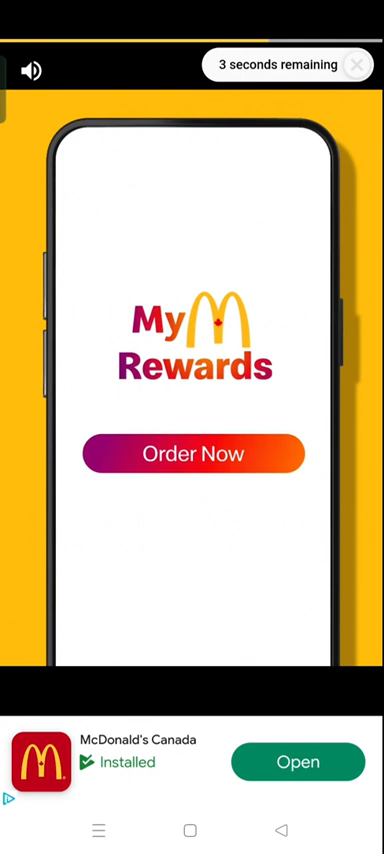 3 seconds remaining
My
Rewards
Order Now
McDonald's Canada
Installed
Open